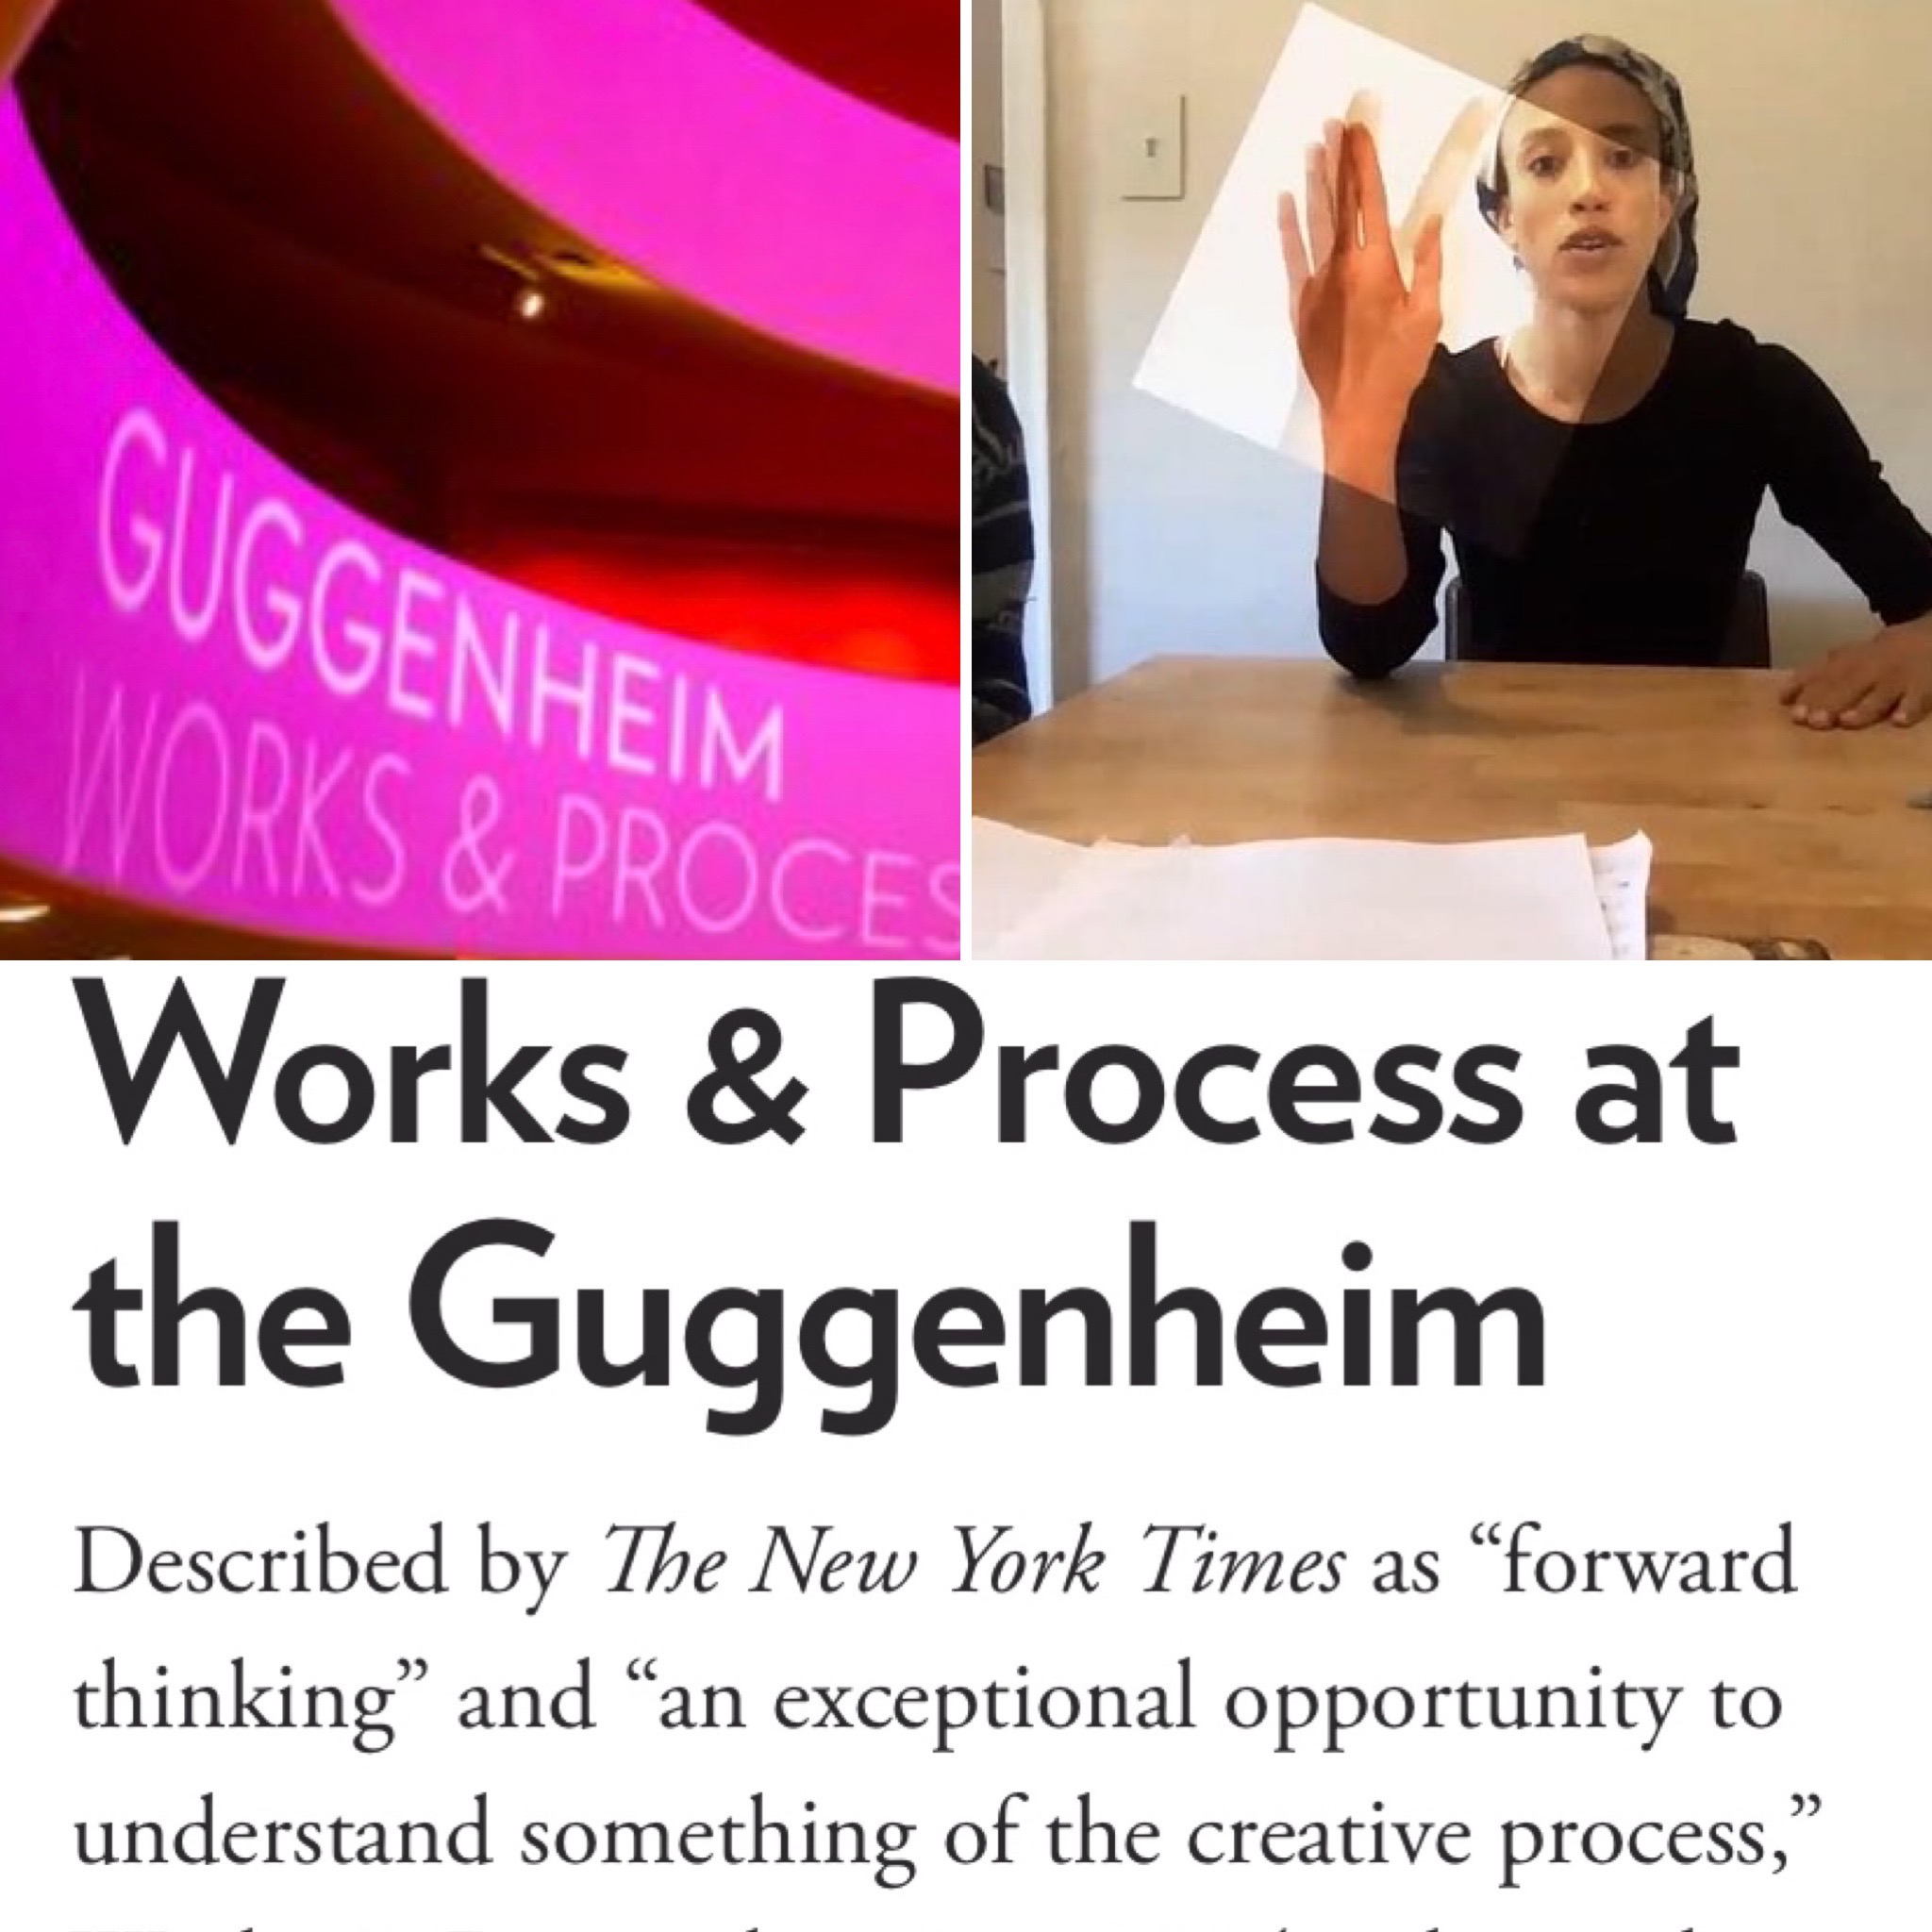 GUGGENHEIM
WORKS & PROCES
Works & Process at
the Guggenheim
Described by The New York Times as “forward
thinking” and “an exceptional opportunity to
understand something of the creative process,”